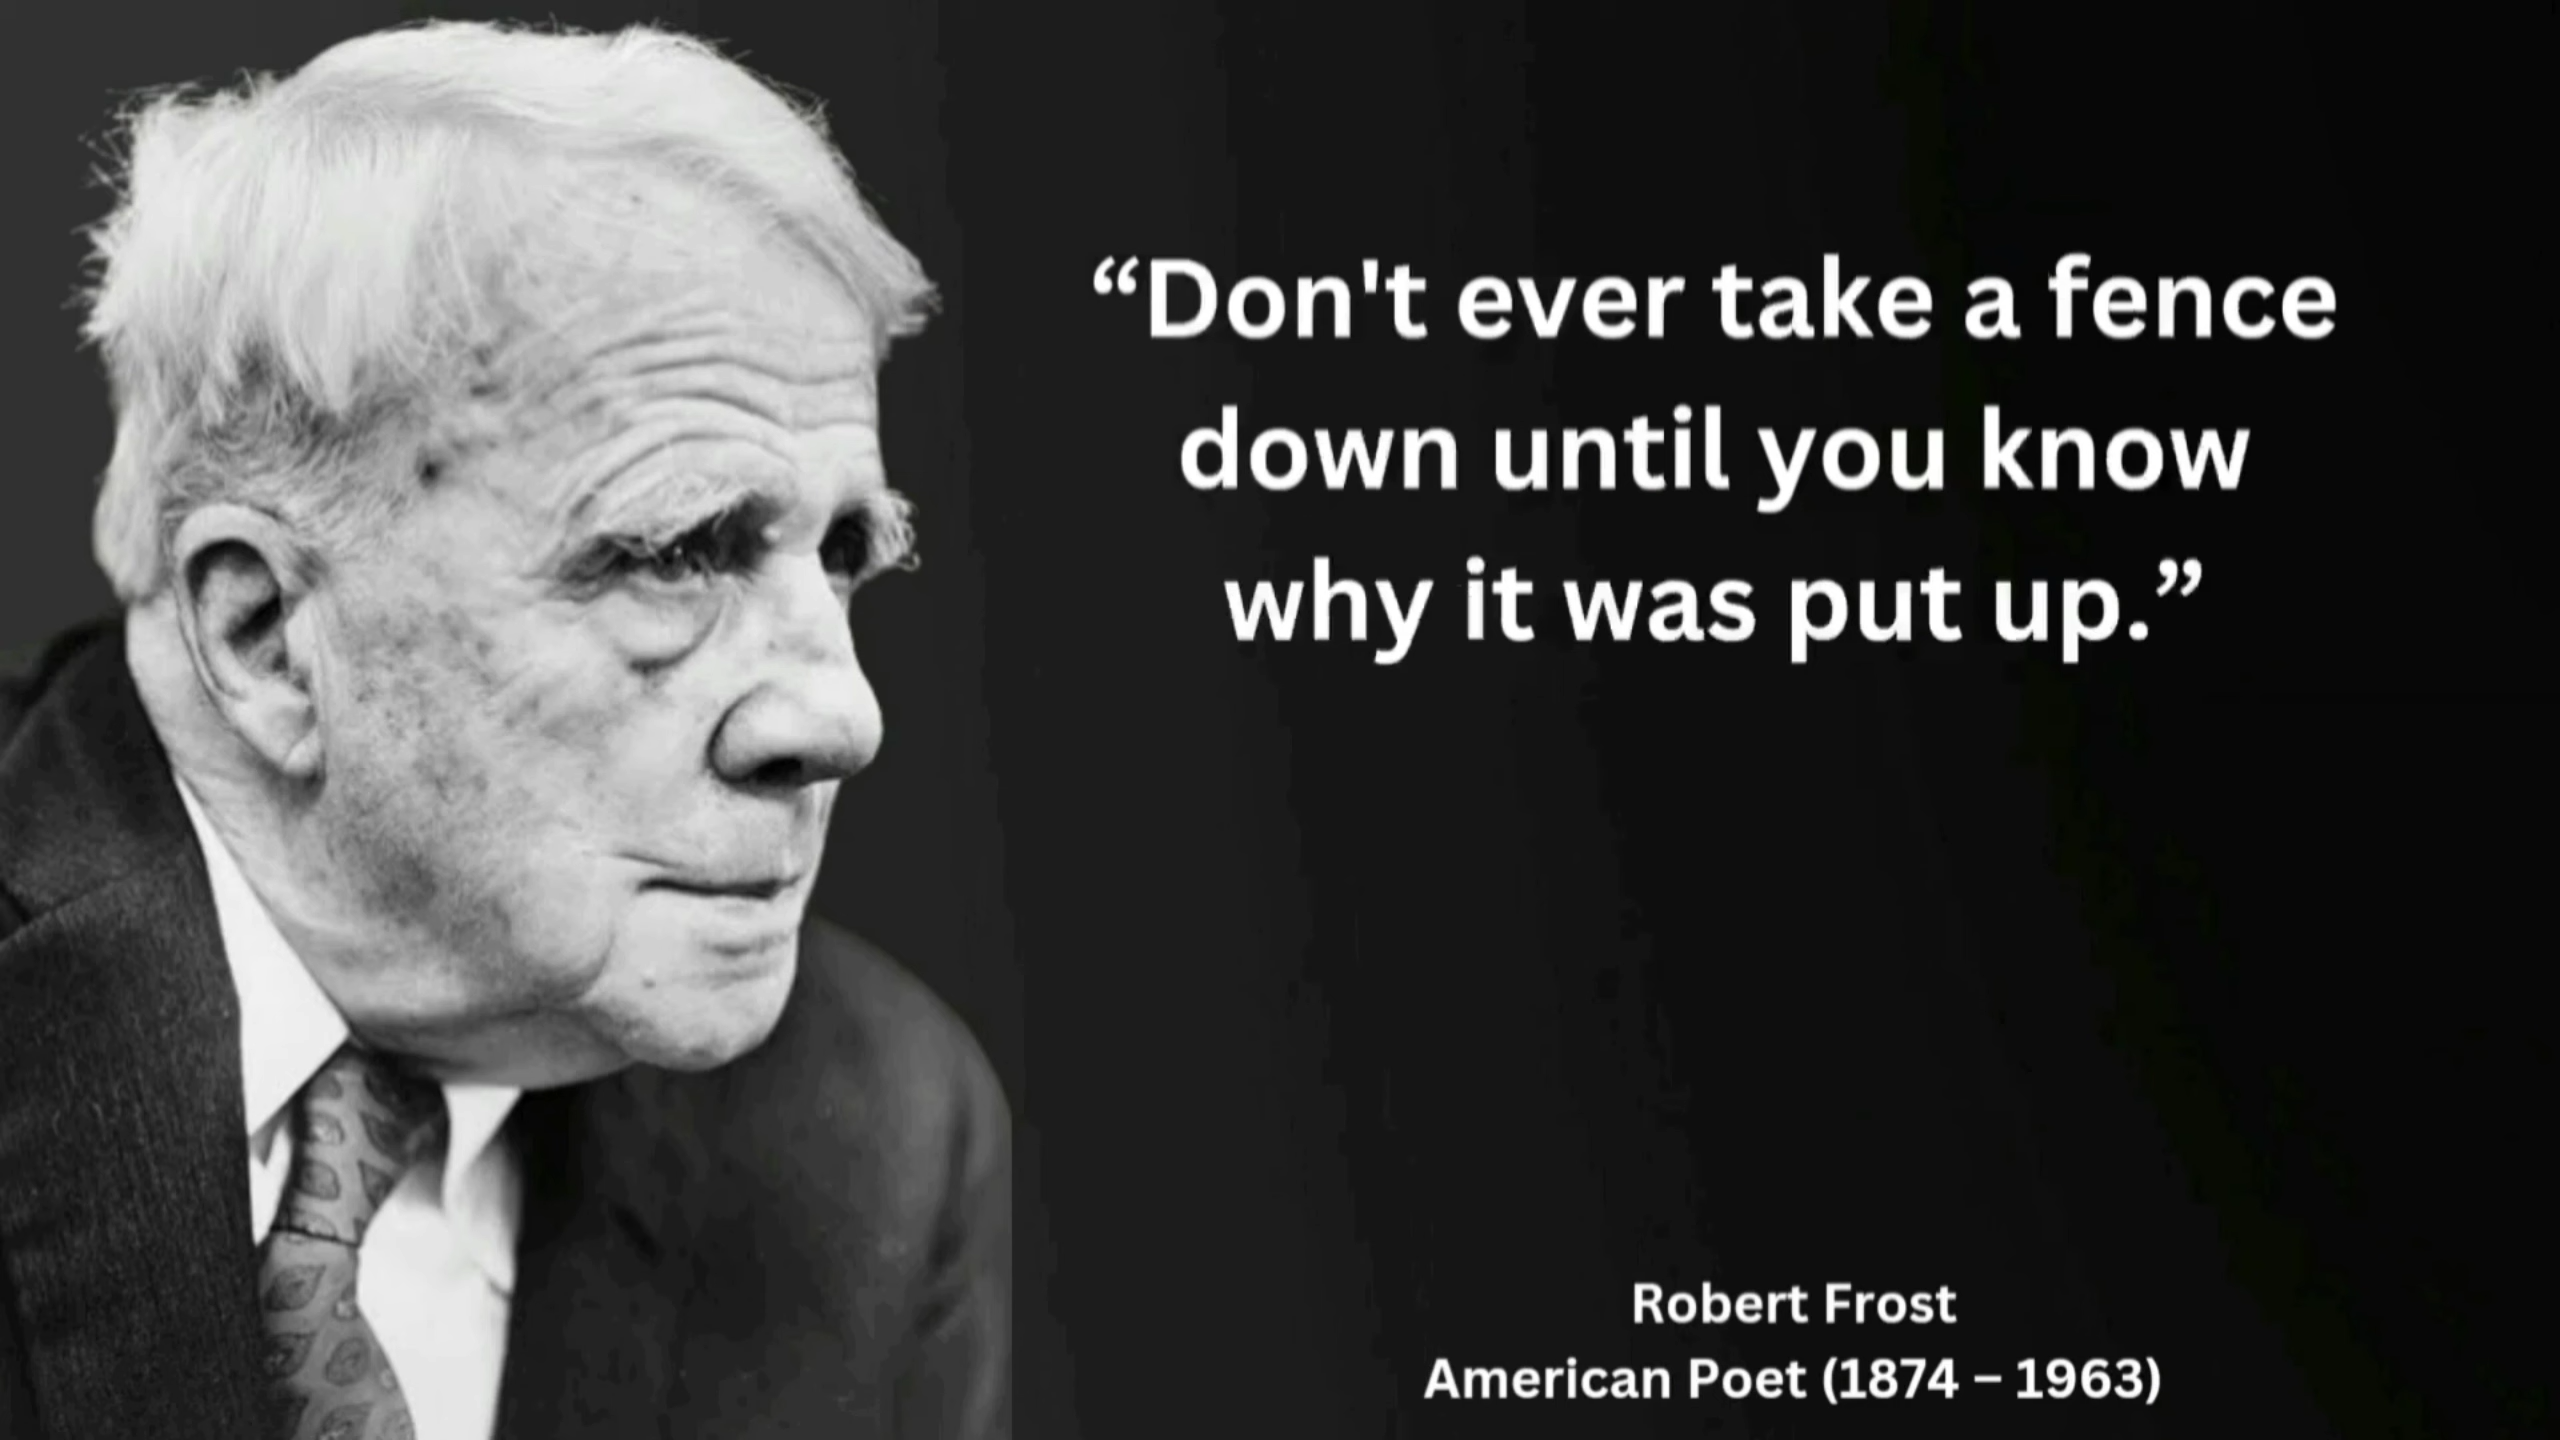 “Don't ever take a fence
down until you know
why it was put up.”
Robert Frost
American Poet (1874 – 1963)